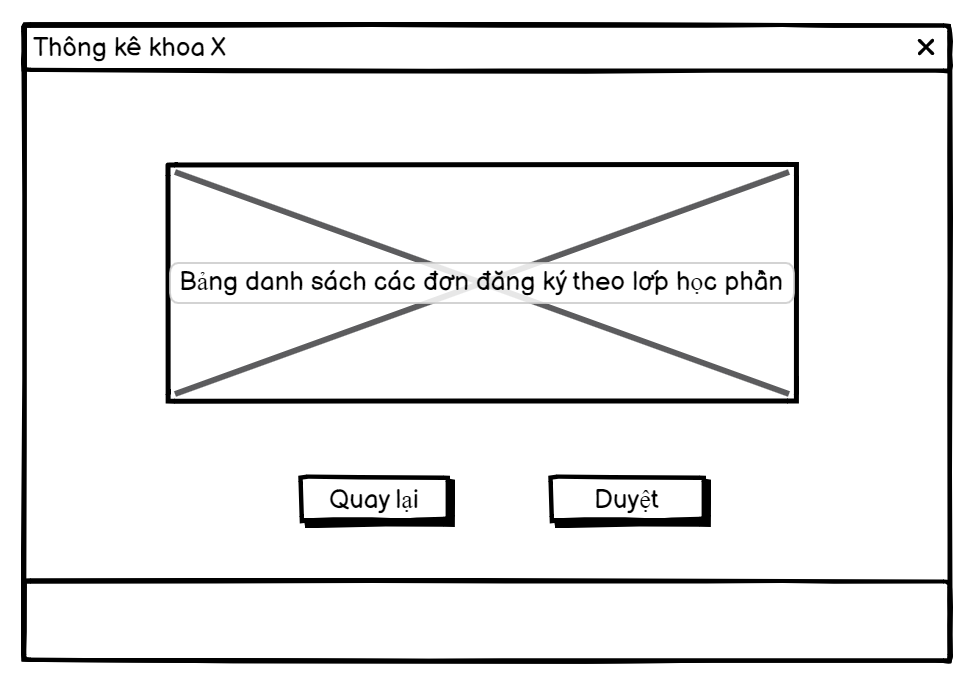 Thông kê khoa X
Bảng danh sách các đơn đăng ký theo lớp học phần
Quay lại
Duyệt